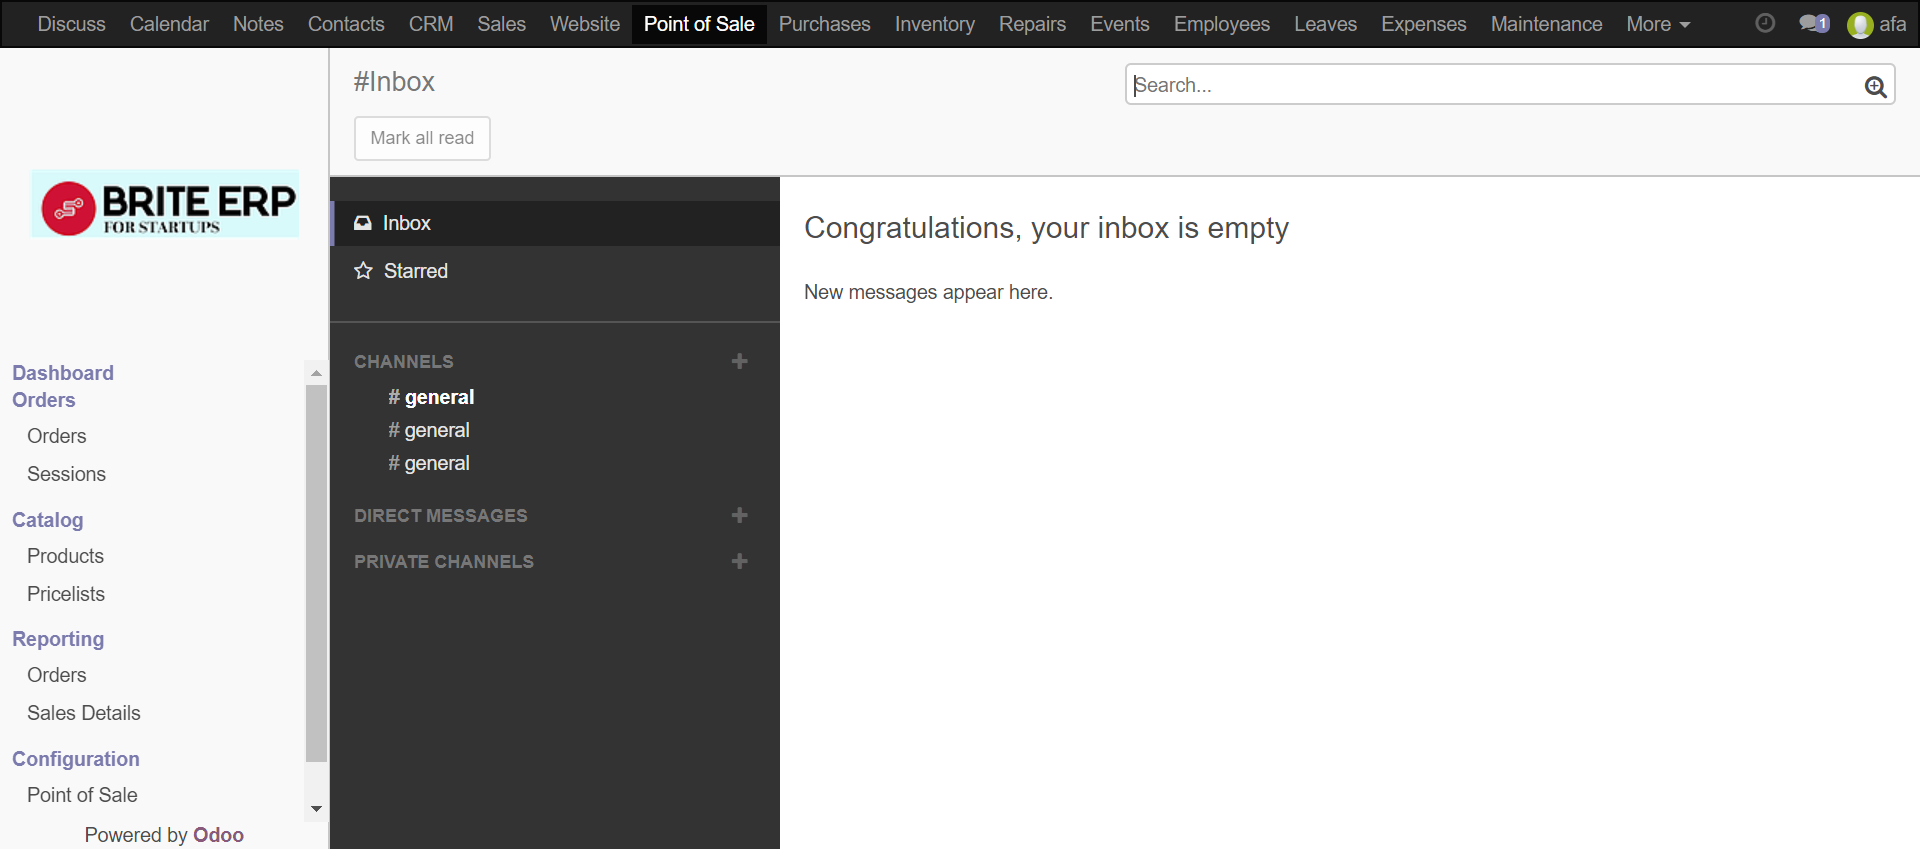 Discuss Calendar Notes Contacts CRM Sales Website Point of Sale Purchases Inventory Repairs Events Employees Leaves Expenses Maintenance More 1 afa
#Inbox
Search...
Mark all read
BRITE ERP
FOR STARTUPS
Dashboard
Orders
Orders
Sessions
Catalog
Products
Pricelists
Reporting
Orders
Sales Details
Configuration
Point of Sale
Powered by Odoo
Inbox
Starred
CHANNELS
# general
# general
# general
DIRECT MESSAGES
PRIVATE CHANNELS
Congratulations, your inbox is empty
New messages appear here.